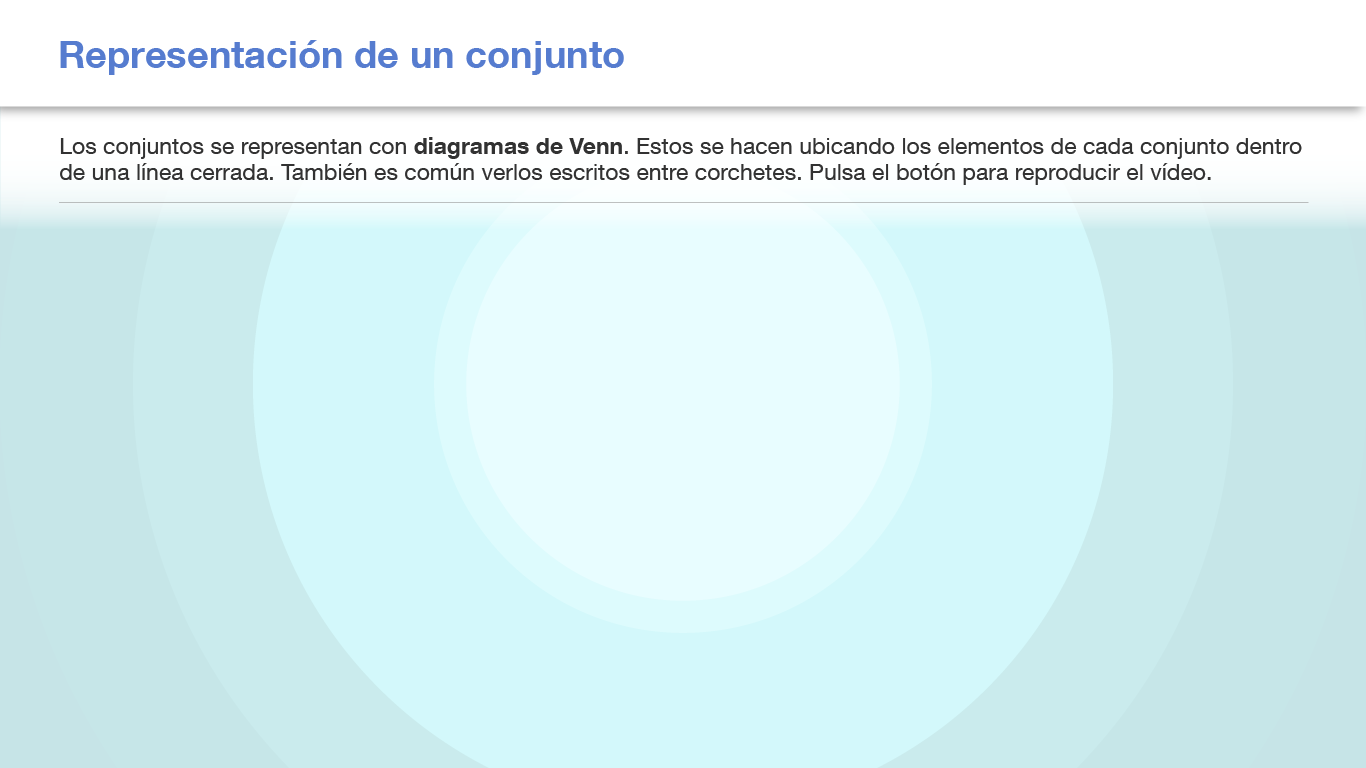 Representación de un conjunto
Los conjuntos se representan con diagramas de Venn. Estos se hacen ubicando los elementos de cada conjunto dentro
de una línea cerrada. También es común verlos escritos entre corchetes. Pulsa el botón para reproducir el vídeo.